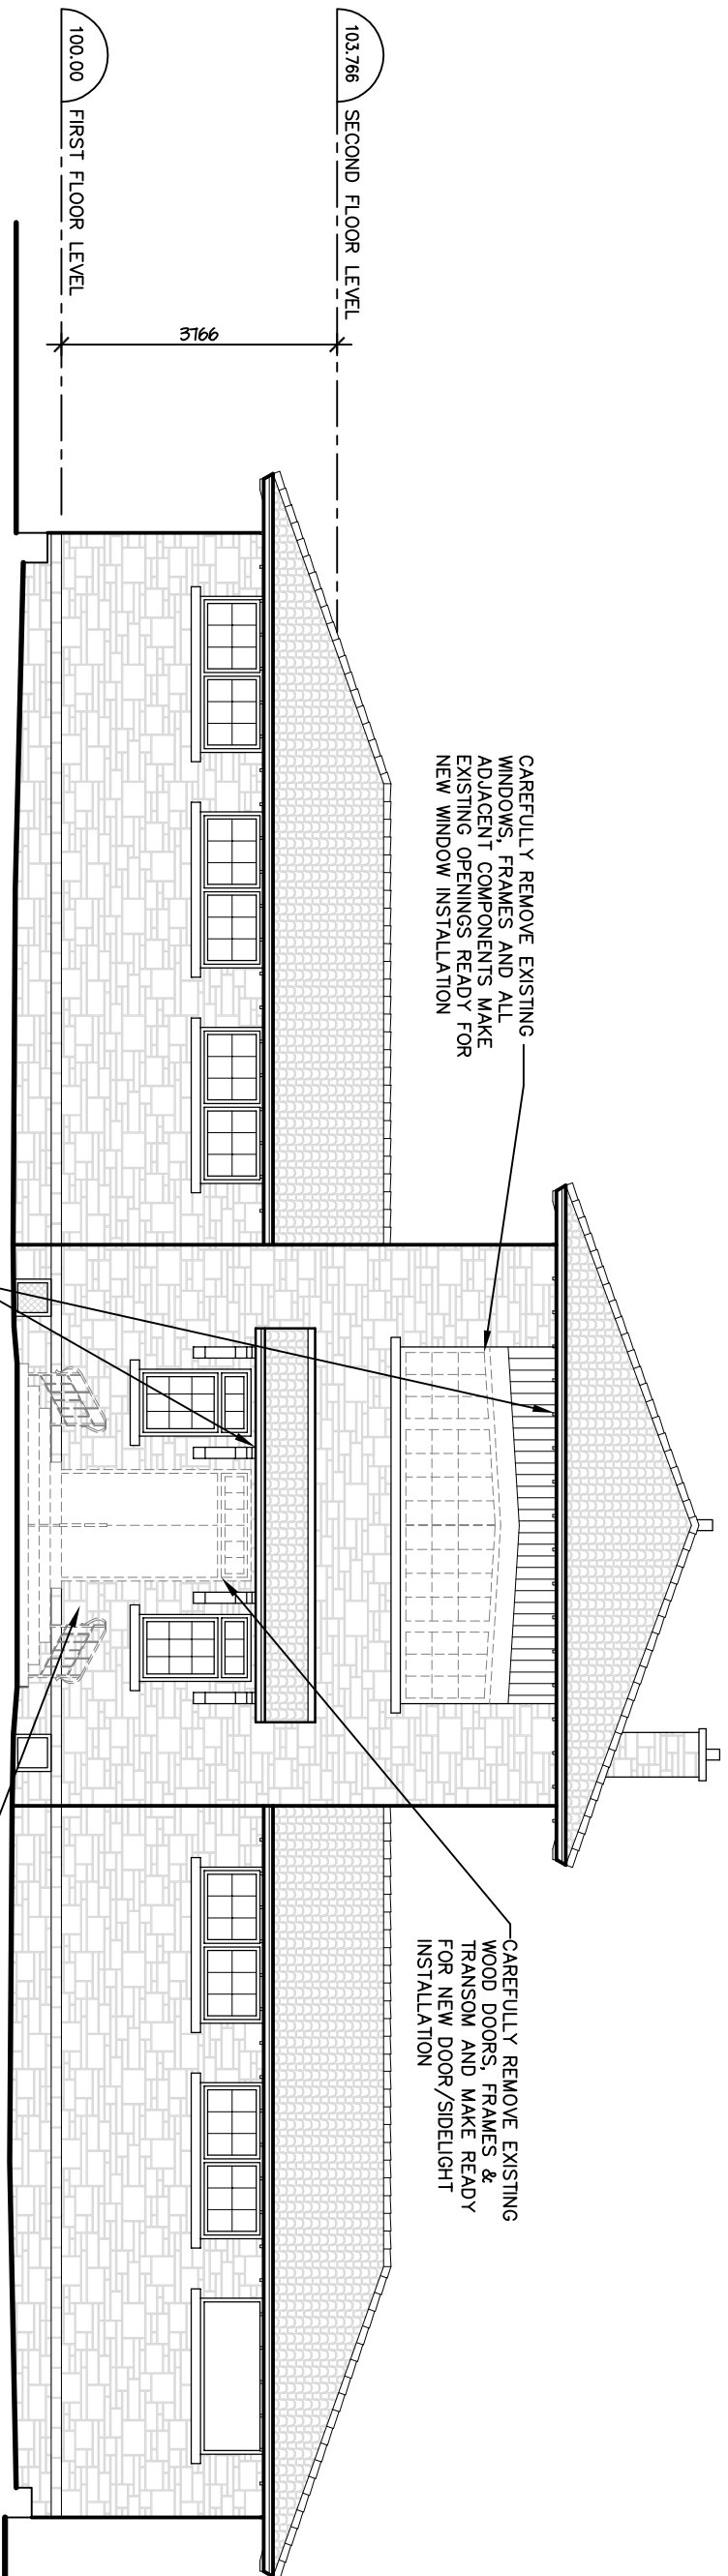 103.766
SECOND FLOOR LEVEL
100.00
FIRST FLOOR LEVEL
3766
CAREFULLY REMOVE EXISTING
WINDOWS, FRAMES AND ALL
ADJACENT COMPONENTS MAKE
EXISTING OPENINGS READY FOR
NEW WINDOW INSTALLATION
CAREFULLY REMOVE EXISTING
WOOD DOORS, FRAMES &
TRANSOM AND MAKE READY
FOR NEW DOOR/SIDELIGHT
INSTALLATION